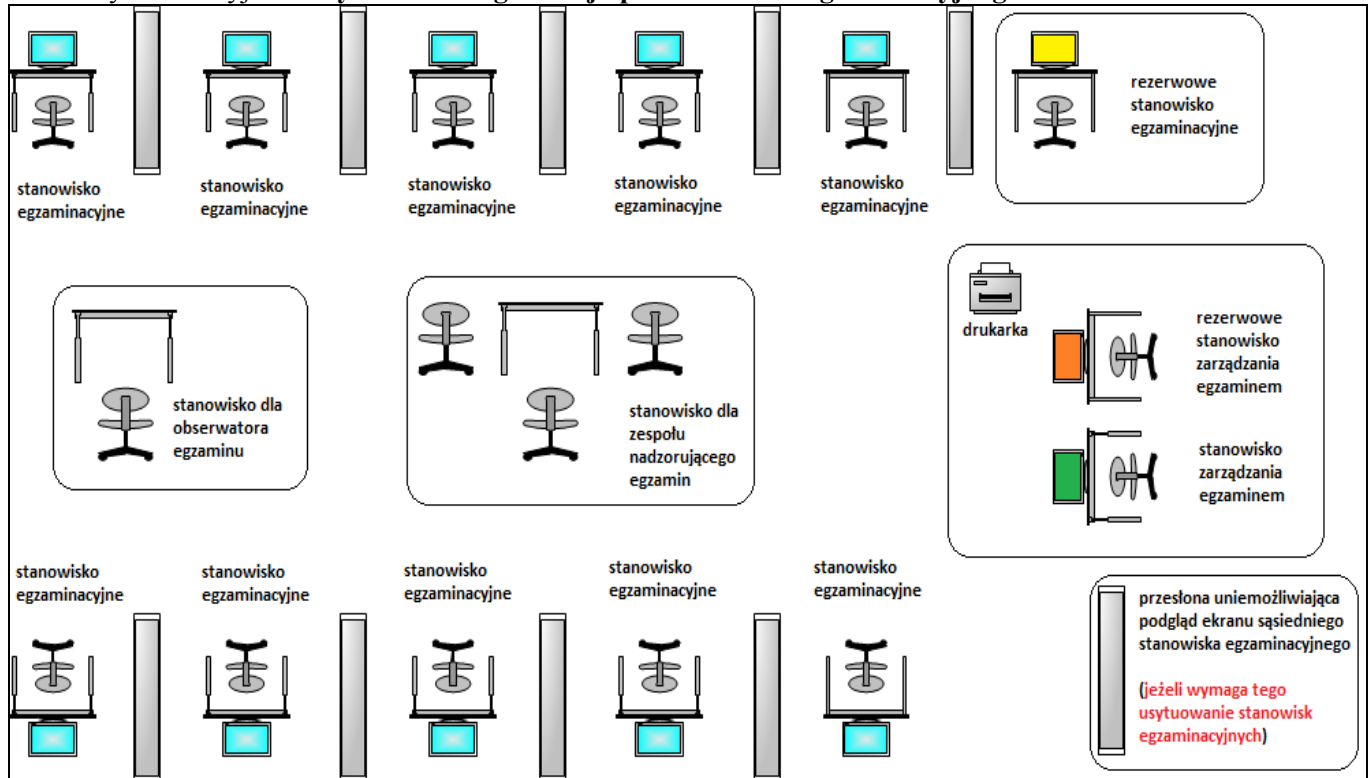 rezerwowe
stanowisko
egzaminacyjne
stanowisko
egzaminacyjne
stanowisko
egzaminacyjne
stanowisko
egzaminacyjne
stanowisko
egzaminacyjne
stanowisko
egzaminacyjne
drukarka
rezerwowe
stanowisko
zarządzania
egzaminem
stanowisko dla
obserwatora
egzaminu
stanowisko dla
zespołu
nadzorującego
egzamin
stanowisko
zarządzania
egzaminem
stanowisko
egzaminacyjne
stanowisko
egzaminacyjne
stanowisko
egzaminacyjne
stanowisko
egzaminacyjne
stanowisko
egzaminacyjne
przesłona uniemożliwiająca
podgląd ekranu sąsiedniego
stanowiska egzaminacyjnego
(jeżeli wymaga tego
usytuowanie stanowisk
egzaminacyjnych)